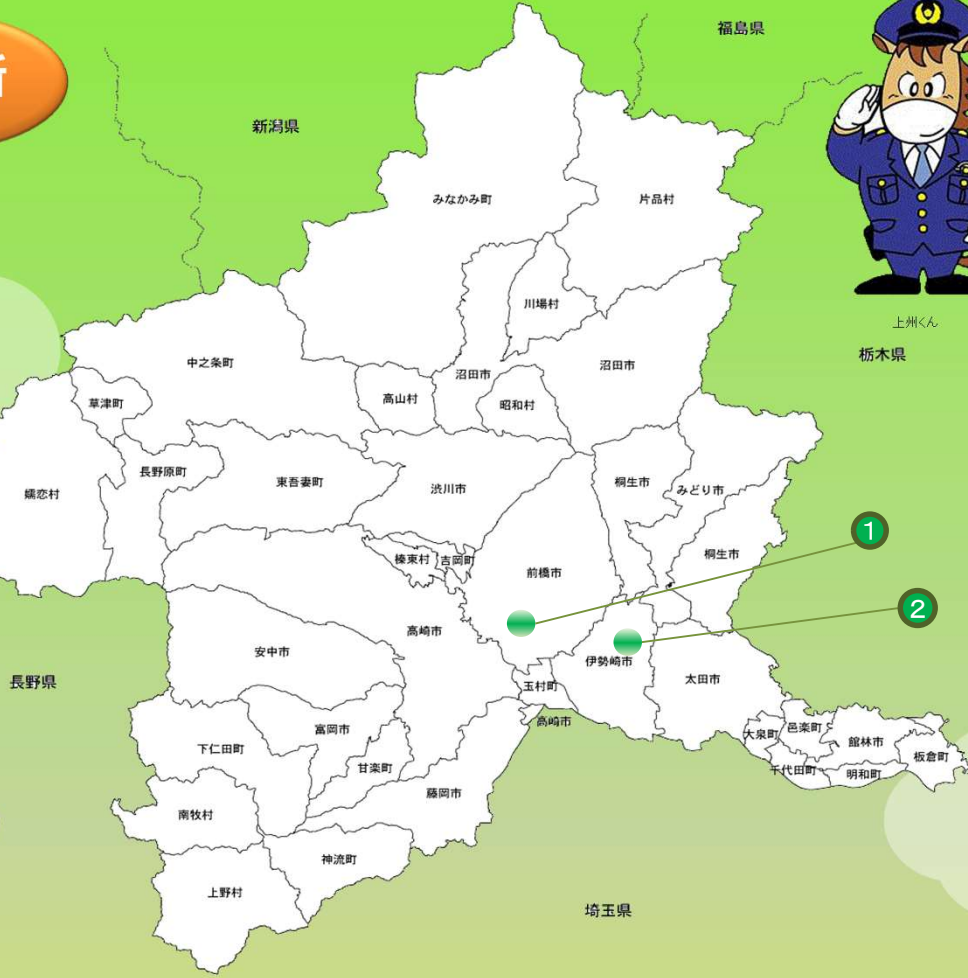 所
福島県
新潟県
みなかみ町
片品村
川場村
上州くん
栃木県
中之条町
沼田市
沼田市
高山村
昭和村
草津町
長野原町
東吾妻町
渋川市
桐生市
みどり市
嬬恋村
①
榛東村
吉岡町
前橋市
桐生市
②
高崎市
安中市
伊勢崎市
長野県
玉村町
太田市
高崎市
富岡市
大泉町
邑楽町
下仁田町
館林市
板倉町
甘楽町
千代田町
明和町
藤岡市
南牧村
神流町
上野村
埼玉県